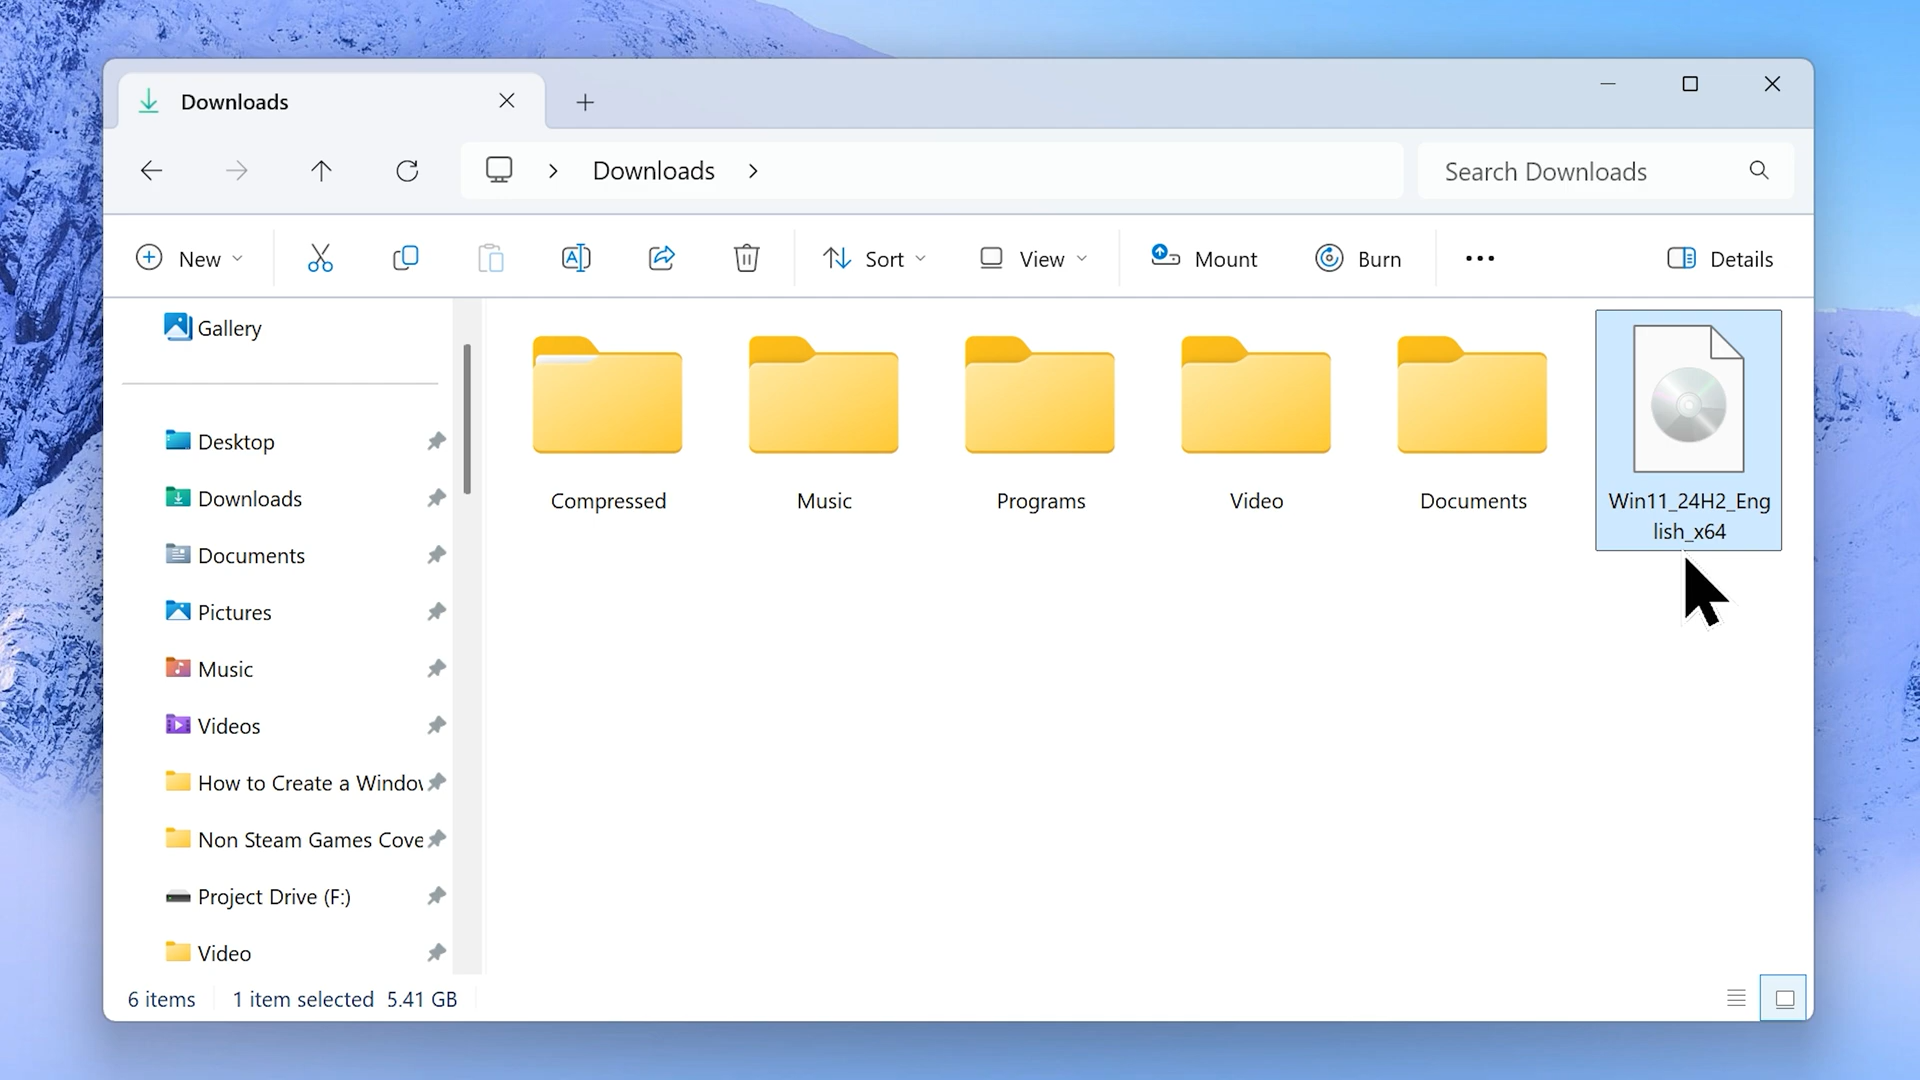 Downloads
Downloads
Search Downloads
New
Sort
View
Mount
Burn
Details
Gallery
Desktop
Downloads
Documents
Pictures
Music
Videos
How to Create a Window
Non Steam Games Cove
Project Drive (F:)
Video
Compressed
Music
Programs
Video
Documents
Win11_24H2_Eng
lish_x64
6 items
1 item selected 5.41 GB